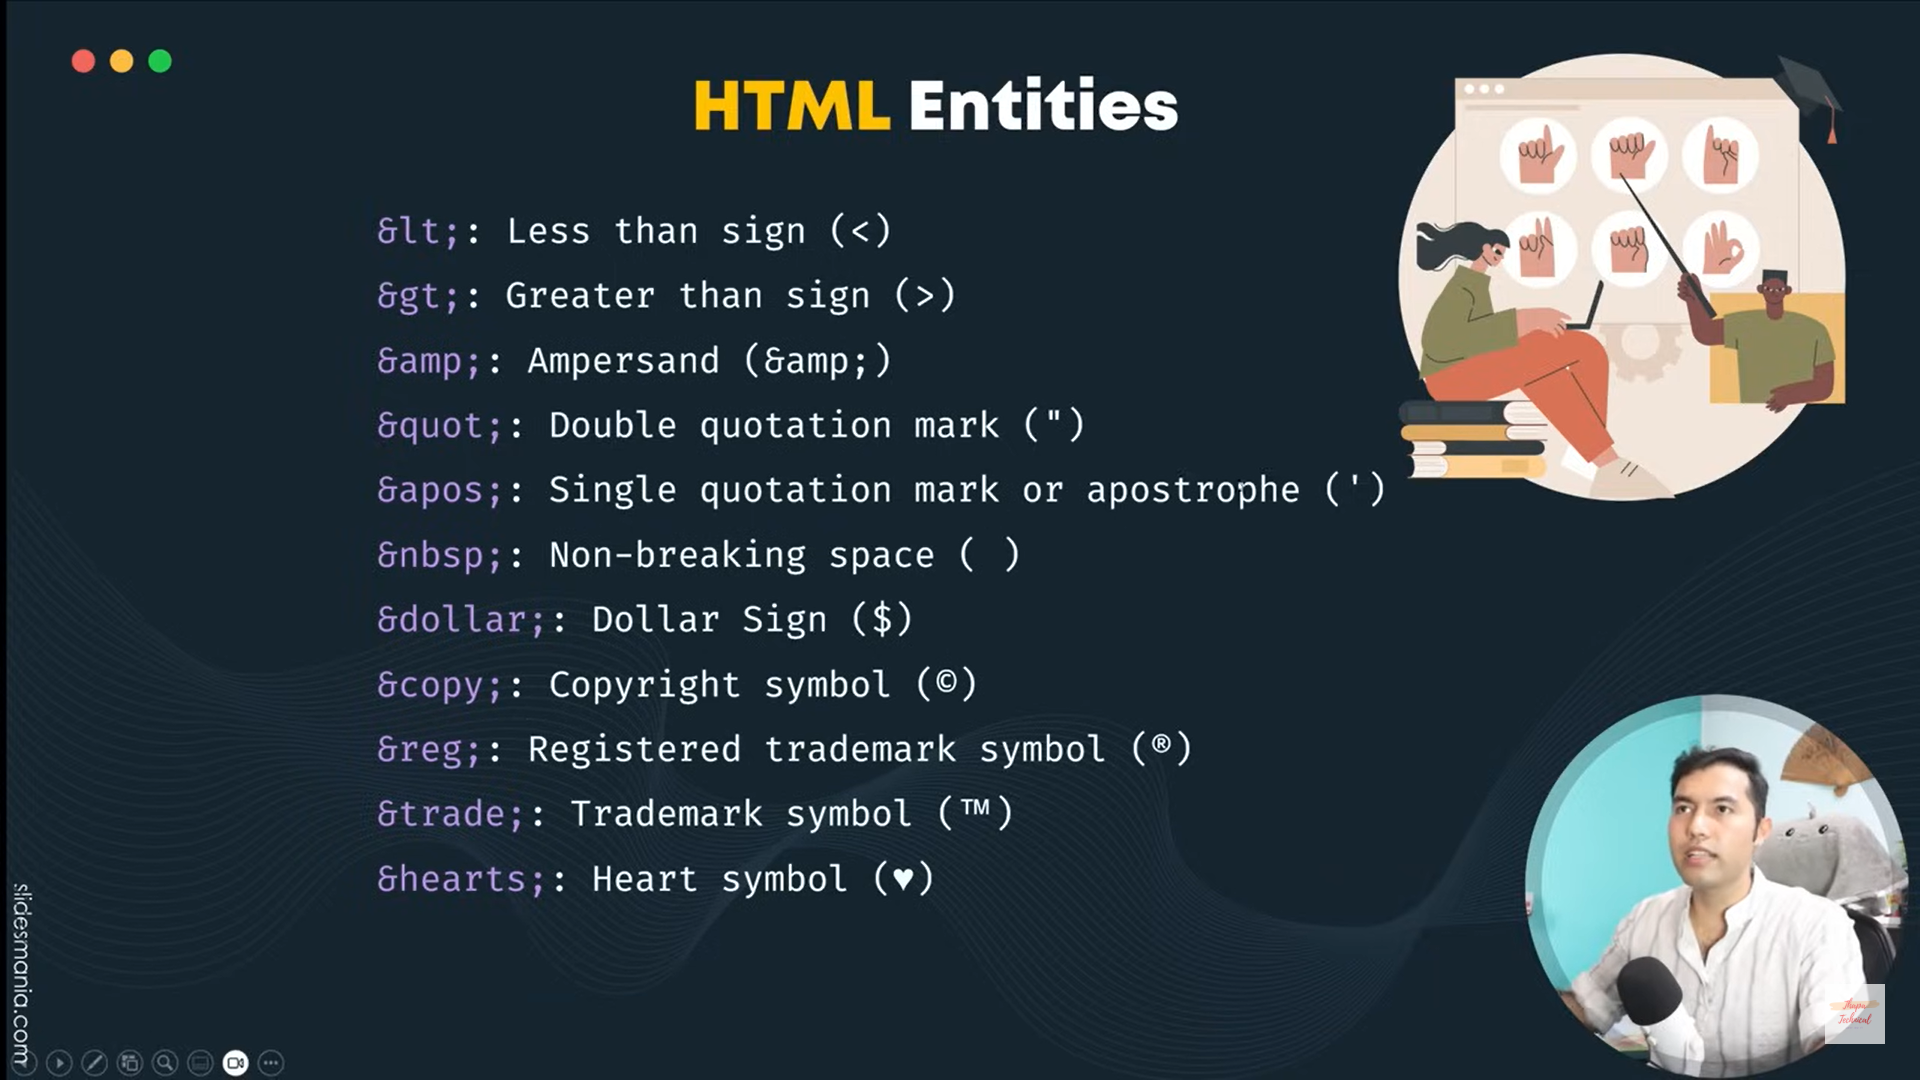 HTML Entities
&lt;: Less than sign (<)
&gt;: Greater than sign (>)
&amp;: Ampersand (&amp;)
&quot;: Double quotation mark (")
&apos;: Single quotation mark or apostrophe (')
&nbsp;: Non-breaking space ( )
&dollar;: Dollar Sign ($)
&copy;: Copyright symbol (©)
&reg;: Registered trademark symbol (®)
&trade;: Trademark symbol (™)
&hearts;: Heart symbol (♥)
slidesmania.com
Thapa
Technical